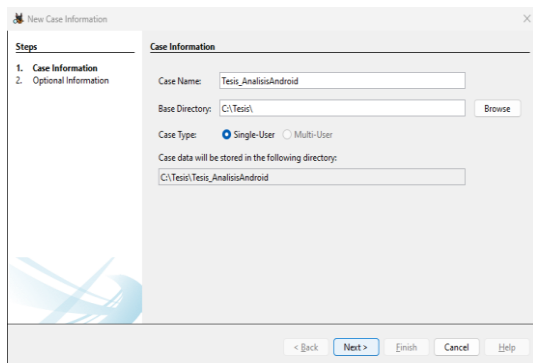 New Case Information
Steps
1. Case Information
2. Optional Information
Case Information
Case Name: Tesis_AnalisisAndroid
Base Directory: C:\Tesis\ Browse
Case Type: Single-User Multi-User
Case data will be stored in the following directory:
C:\Tesis\Tesis_AnalisisAndroid
< Back Next > Finish Cancel Help